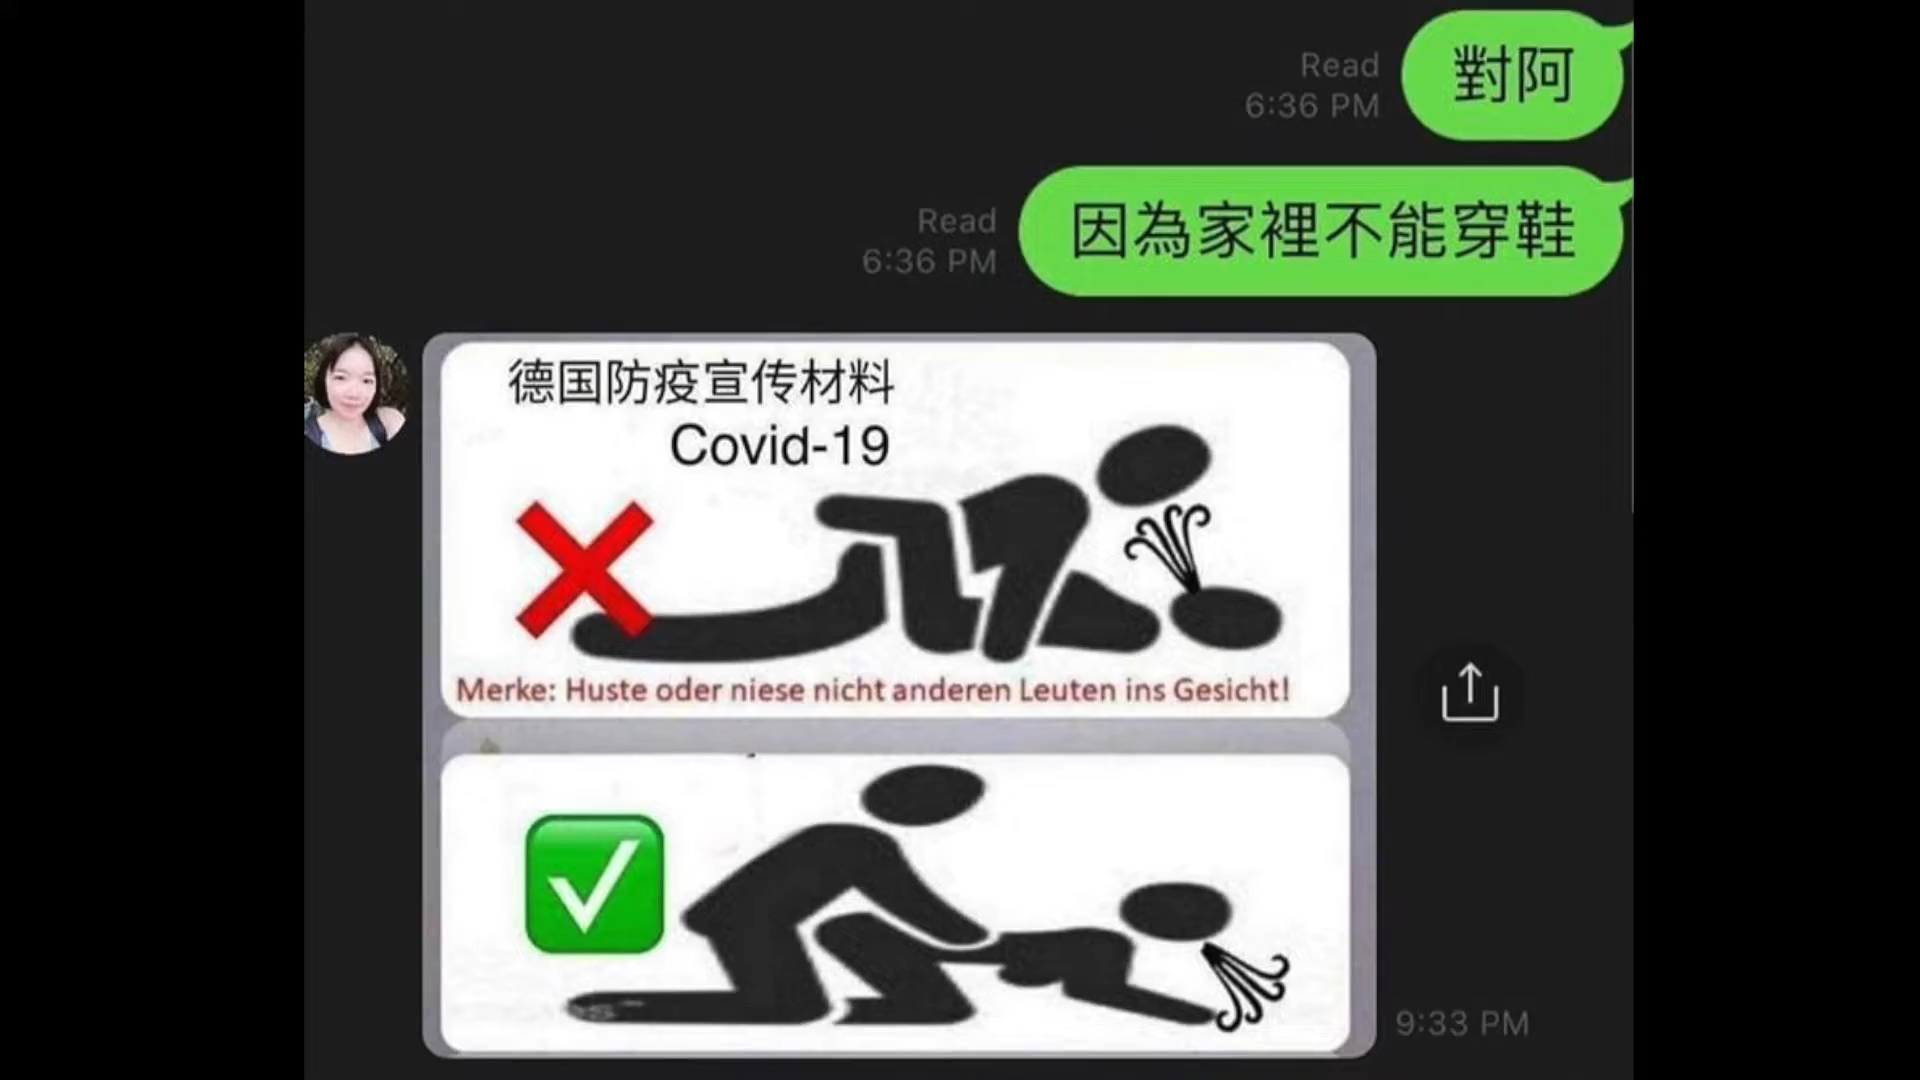 對阿
Read
6:36 PM
因為家裡不能穿鞋
Read
6:36 PM
德国防疫宣传材料
Covid-19
Merke: Huste oder niese nicht anderen Leuten ins Gesicht!
9:33 PM